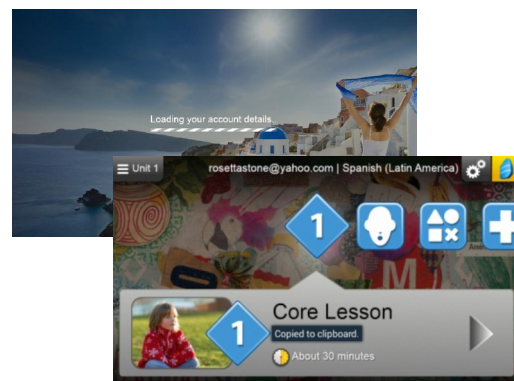 Loading your account details.
Unit 1
rosettastone@yahoo.com | Spanish (Latin America)
1
M
1
Core Lesson
Copied to clipboard.
About 30 minutes